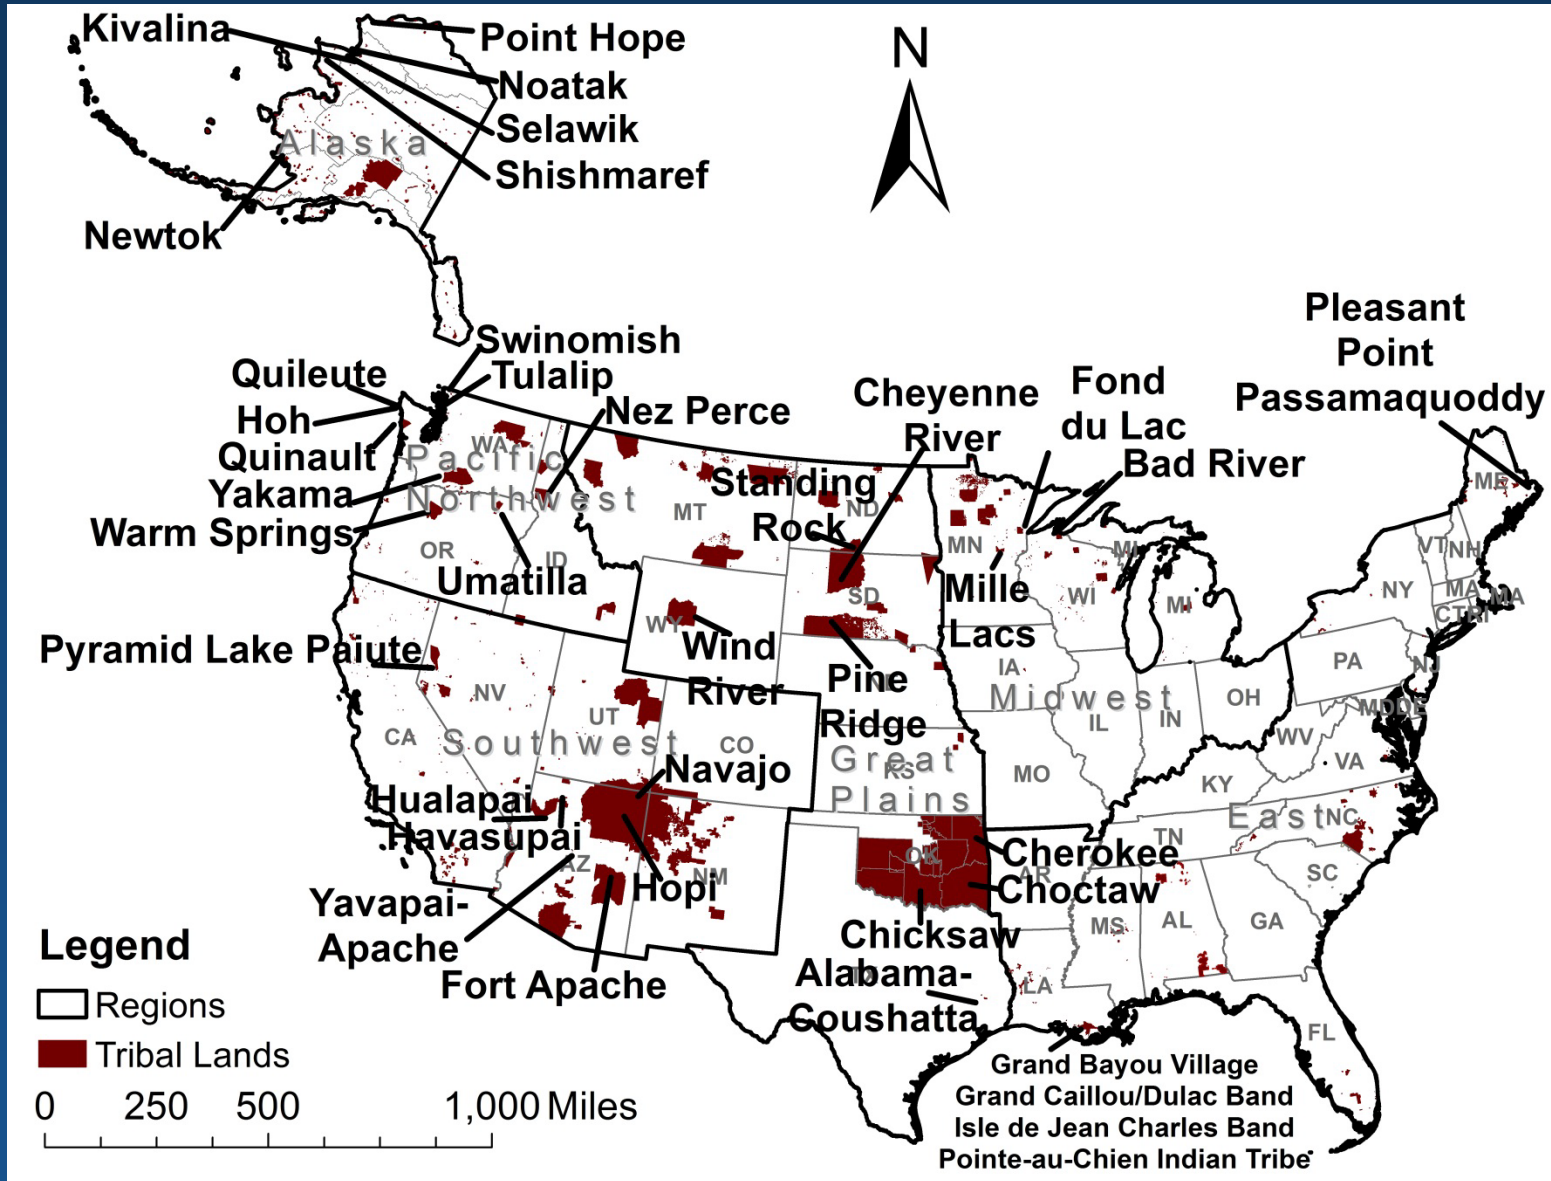 Kivalina
Point Hope
Noatak
Selawik
Shishmaref
Alaska
Newtok
N
Swinomish
Tulalip
Quileute
Hoh
Quinault
Yakama
Warm Springs
Nez Perce
Umatilla
Pacific
Northwest
WA
OR
ID
MT
Cheyenne
River
Standing
Rock
ND
SD
Fond
du Lac
Bad River
Pleasant
Point
Passamaquoddy
ME
VT
NH
MA
MA
CT
RI
NY
PA
NJ
MD
DE
MN
Mille
Lacs
WI
MI
MI
IA
Midwest
IL
IN
OH
MO
WV
VA
KY
Pyramid Lake Paiute
WY
Wind
River
Pine
Ridge
NV
UT
CA
CO
Southwest
Great
Plains
KS
Navajo
Hualapai
Havasupai
AZ
NM
Hopi
Yavapai-
Apache
Fort Apache
OK
Cherokee
Choctaw
Chicksaw
AR
Alabama-
Coushatta
TN
East
NC
SC
MS
AL
GA
LA
FL
Grand Bayou Village
Grand Caillou/Dulac Band
Isle de Jean Charles Band
Pointe-au-Chien Indian Tribe
Legend
Regions
Tribal Lands
0 250 500 1,000 Miles